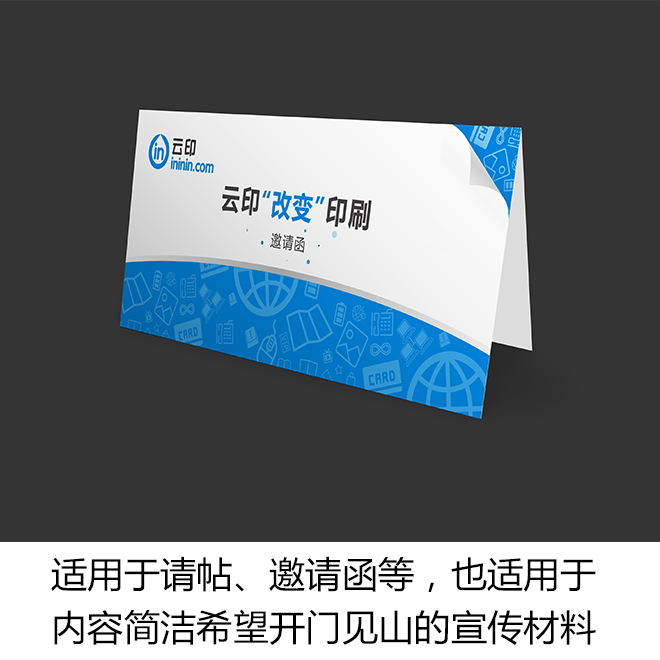 in 云印
ininin.com
云印“改变”印刷
邀请函
CARD
CARD
适用于请帖、邀请函等，也适用于
内容简洁希望开门见山的宣传材料